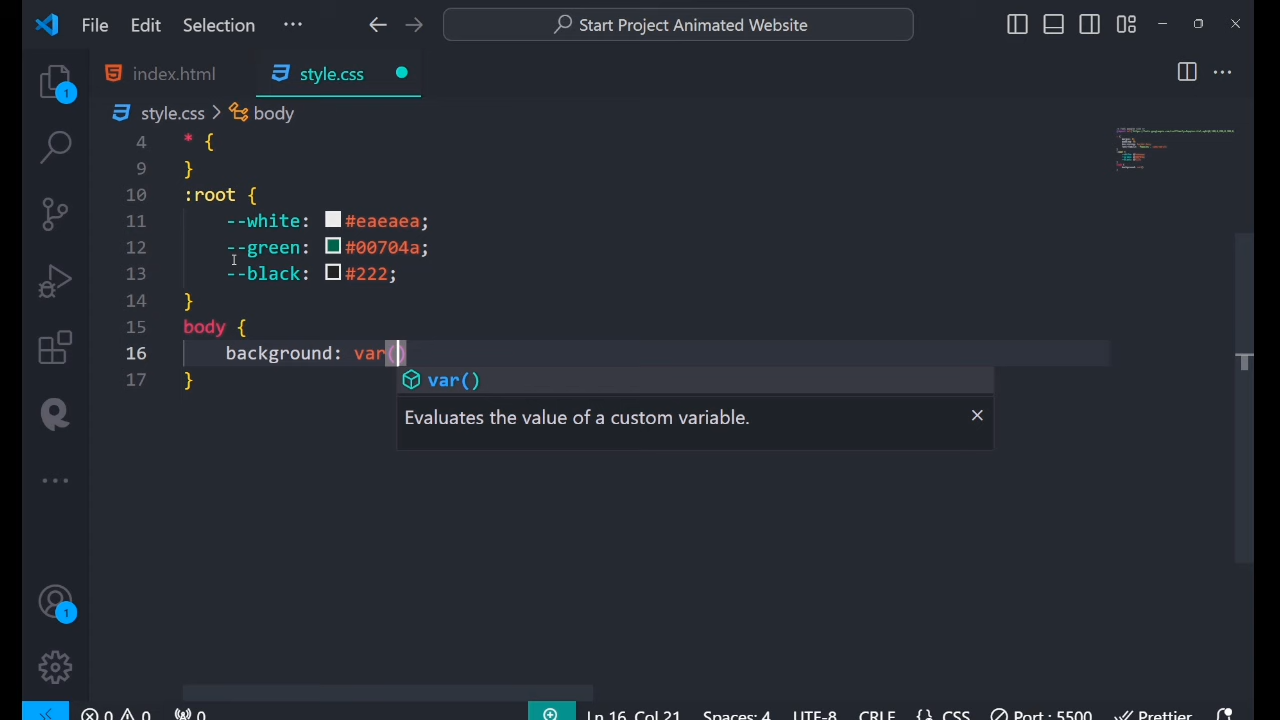 File Edit Selection ··· Start Project Animated Website
index.html style.css
style.css > body
4 * {
9 }
10 :root {
11 --white: #eaeaea;
12 --green: #00704a;
13 --black: #222;
14 }
15 body {
16 background: var()
17 }
var()
Evaluates the value of a custom variable.
1
1
0 0 0 Ln 16, Col 21 Spaces: 4 UTF-8 CRLF {} CSS Port : 5500 Prettier